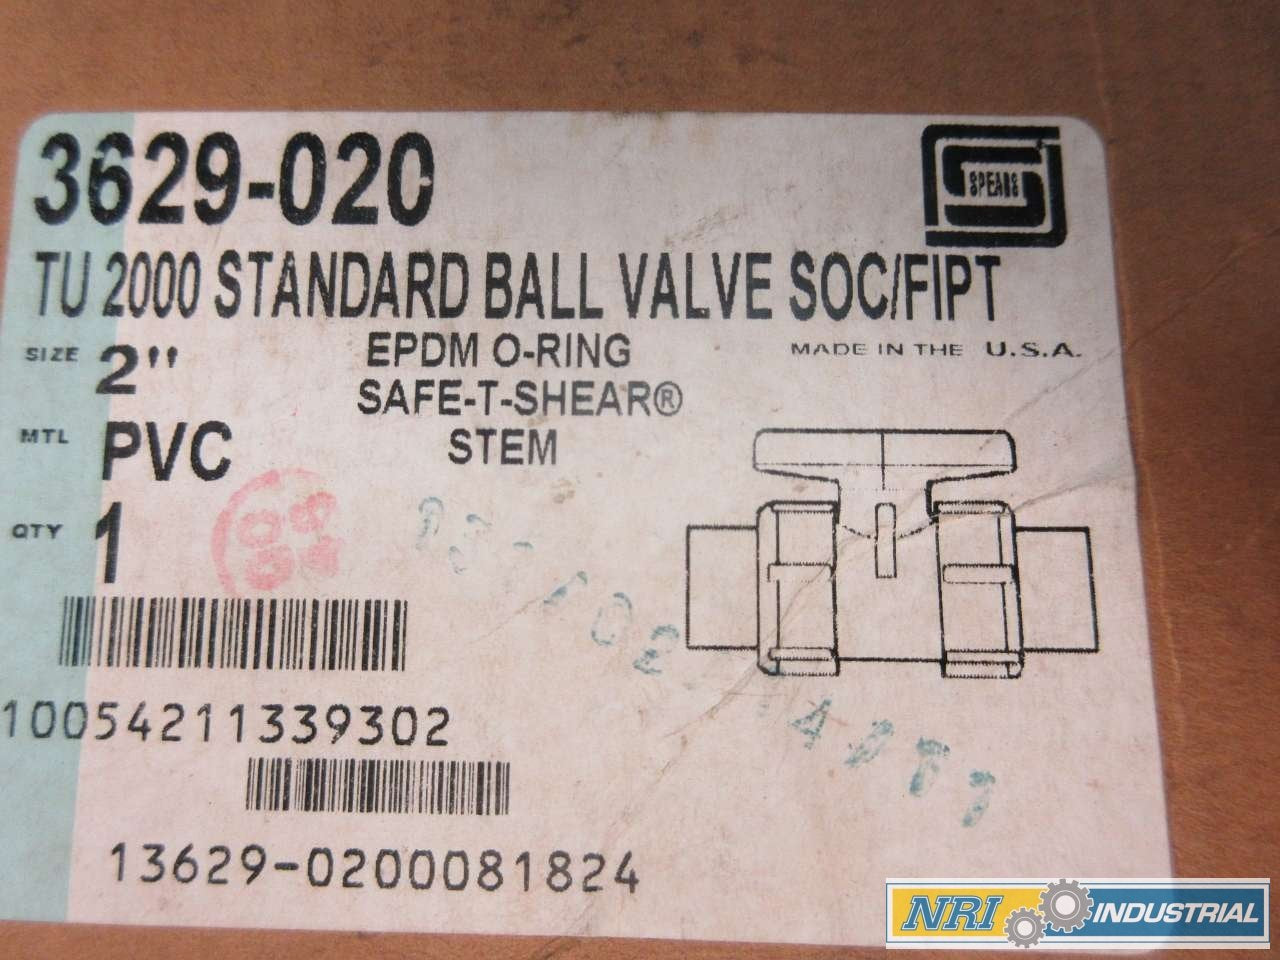 3629-020
SPEARS
TU 2000 STANDARD BALL VALVE SOC/FIPT
SIZE 2" EPDM O-RING MADE IN THE U.S.A.
SAFE-T-SHEAR®
MTL PVC STEM
QTY 1
10054211339302
13629-0200081824
NRI INDUSTRIAL